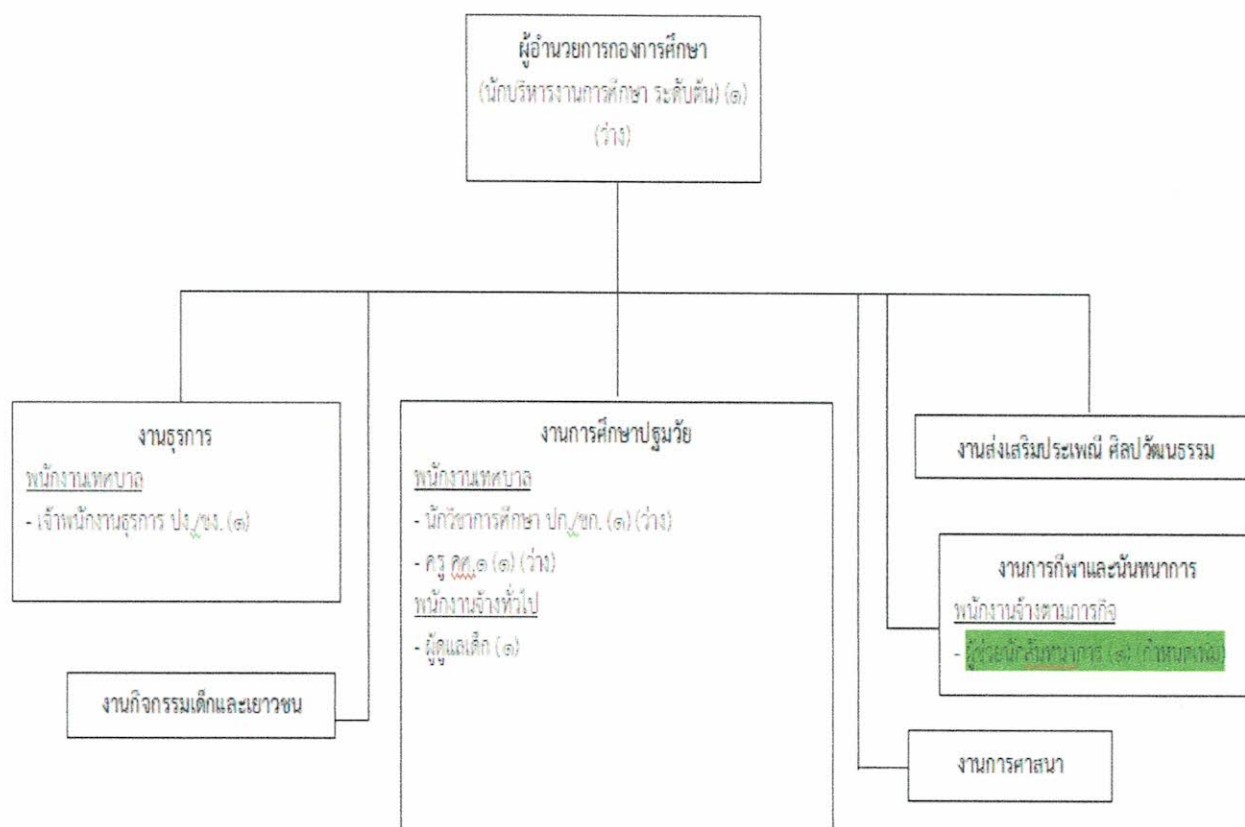 ผู้อำนวยการกองการศึกษา
(นักบริหารงานการศึกษา ระดับต้น) (๑)
(ว่าง)
งานธุรการ
พนักงานเทศบาล
- เจ้าพนักงานธุรการ ปง./ชง. (๑)
งานกิจกรรมเด็กและเยาวชน
งานการศึกษาปฐมวัย
พนักงานเทศบาล
- นักวิชาการศึกษา ปก./ชก. (๑) (ว่าง)
- ครู คศ.๑ (๑) (ว่าง)
พนักงานจ้างทั่วไป
- ผู้ดูแลเด็ก (๑)
งานส่งเสริมประเพณี ศิลปวัฒนธรรม
งานการกีฬาและนันทนาการ
พนักงานจ้างตามภารกิจ
- ผู้ช่วยนักสันทนาการ (๑) (กำหนดเพิ่ม)
งานการศาสนา